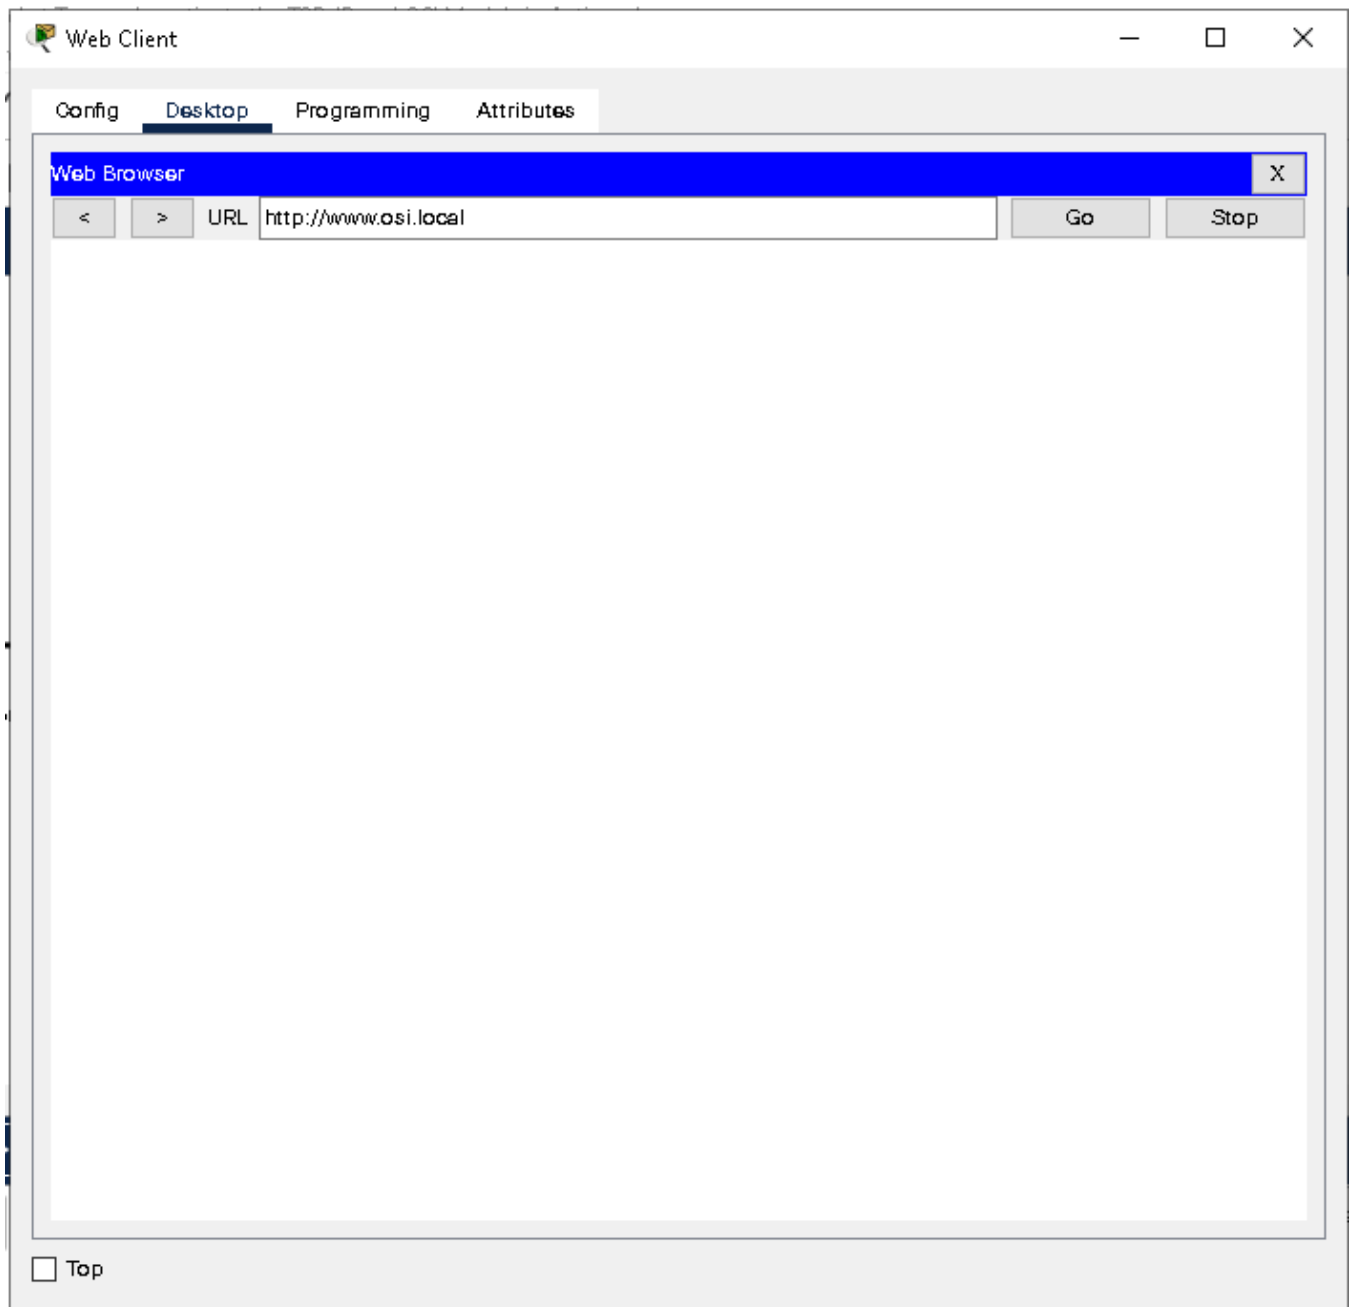 Web Client
Config Desktop Programming Attributes
Web Browser X
< > URL http://www.osi.local Go Stop
Top